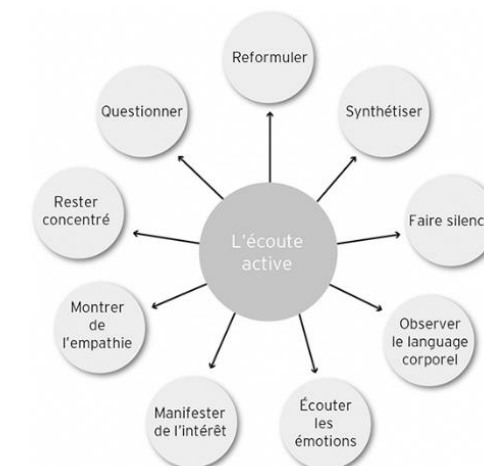 Reformuler
Questionner
Synthétiser
Rester
concentré
L'écoute
active
Faire silenc
Montrer
de
l'empathie
Observer
le language
corporel
Manifester
de l'intérêt
Écouter
les
émotions